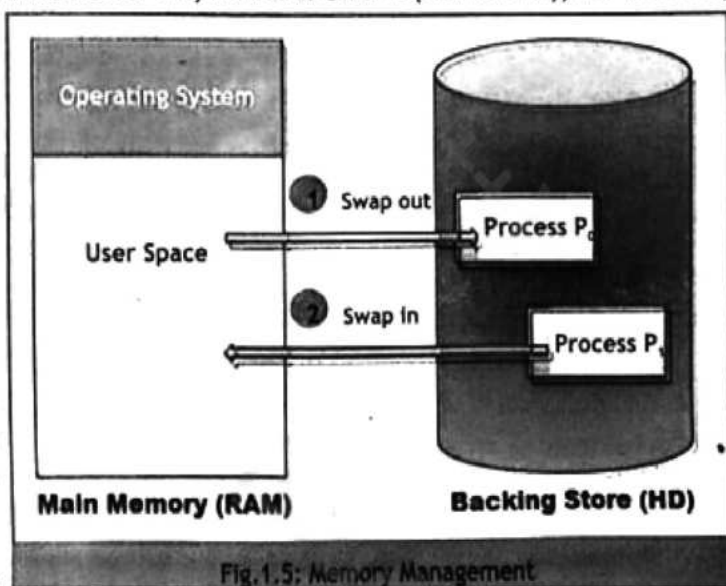 Operating System
1 Swap out
Process P
User Space
2 Swap in
Process P₁
Main Memory (RAM)
Backing Store (HD)
Fig.1.5: Memory Management